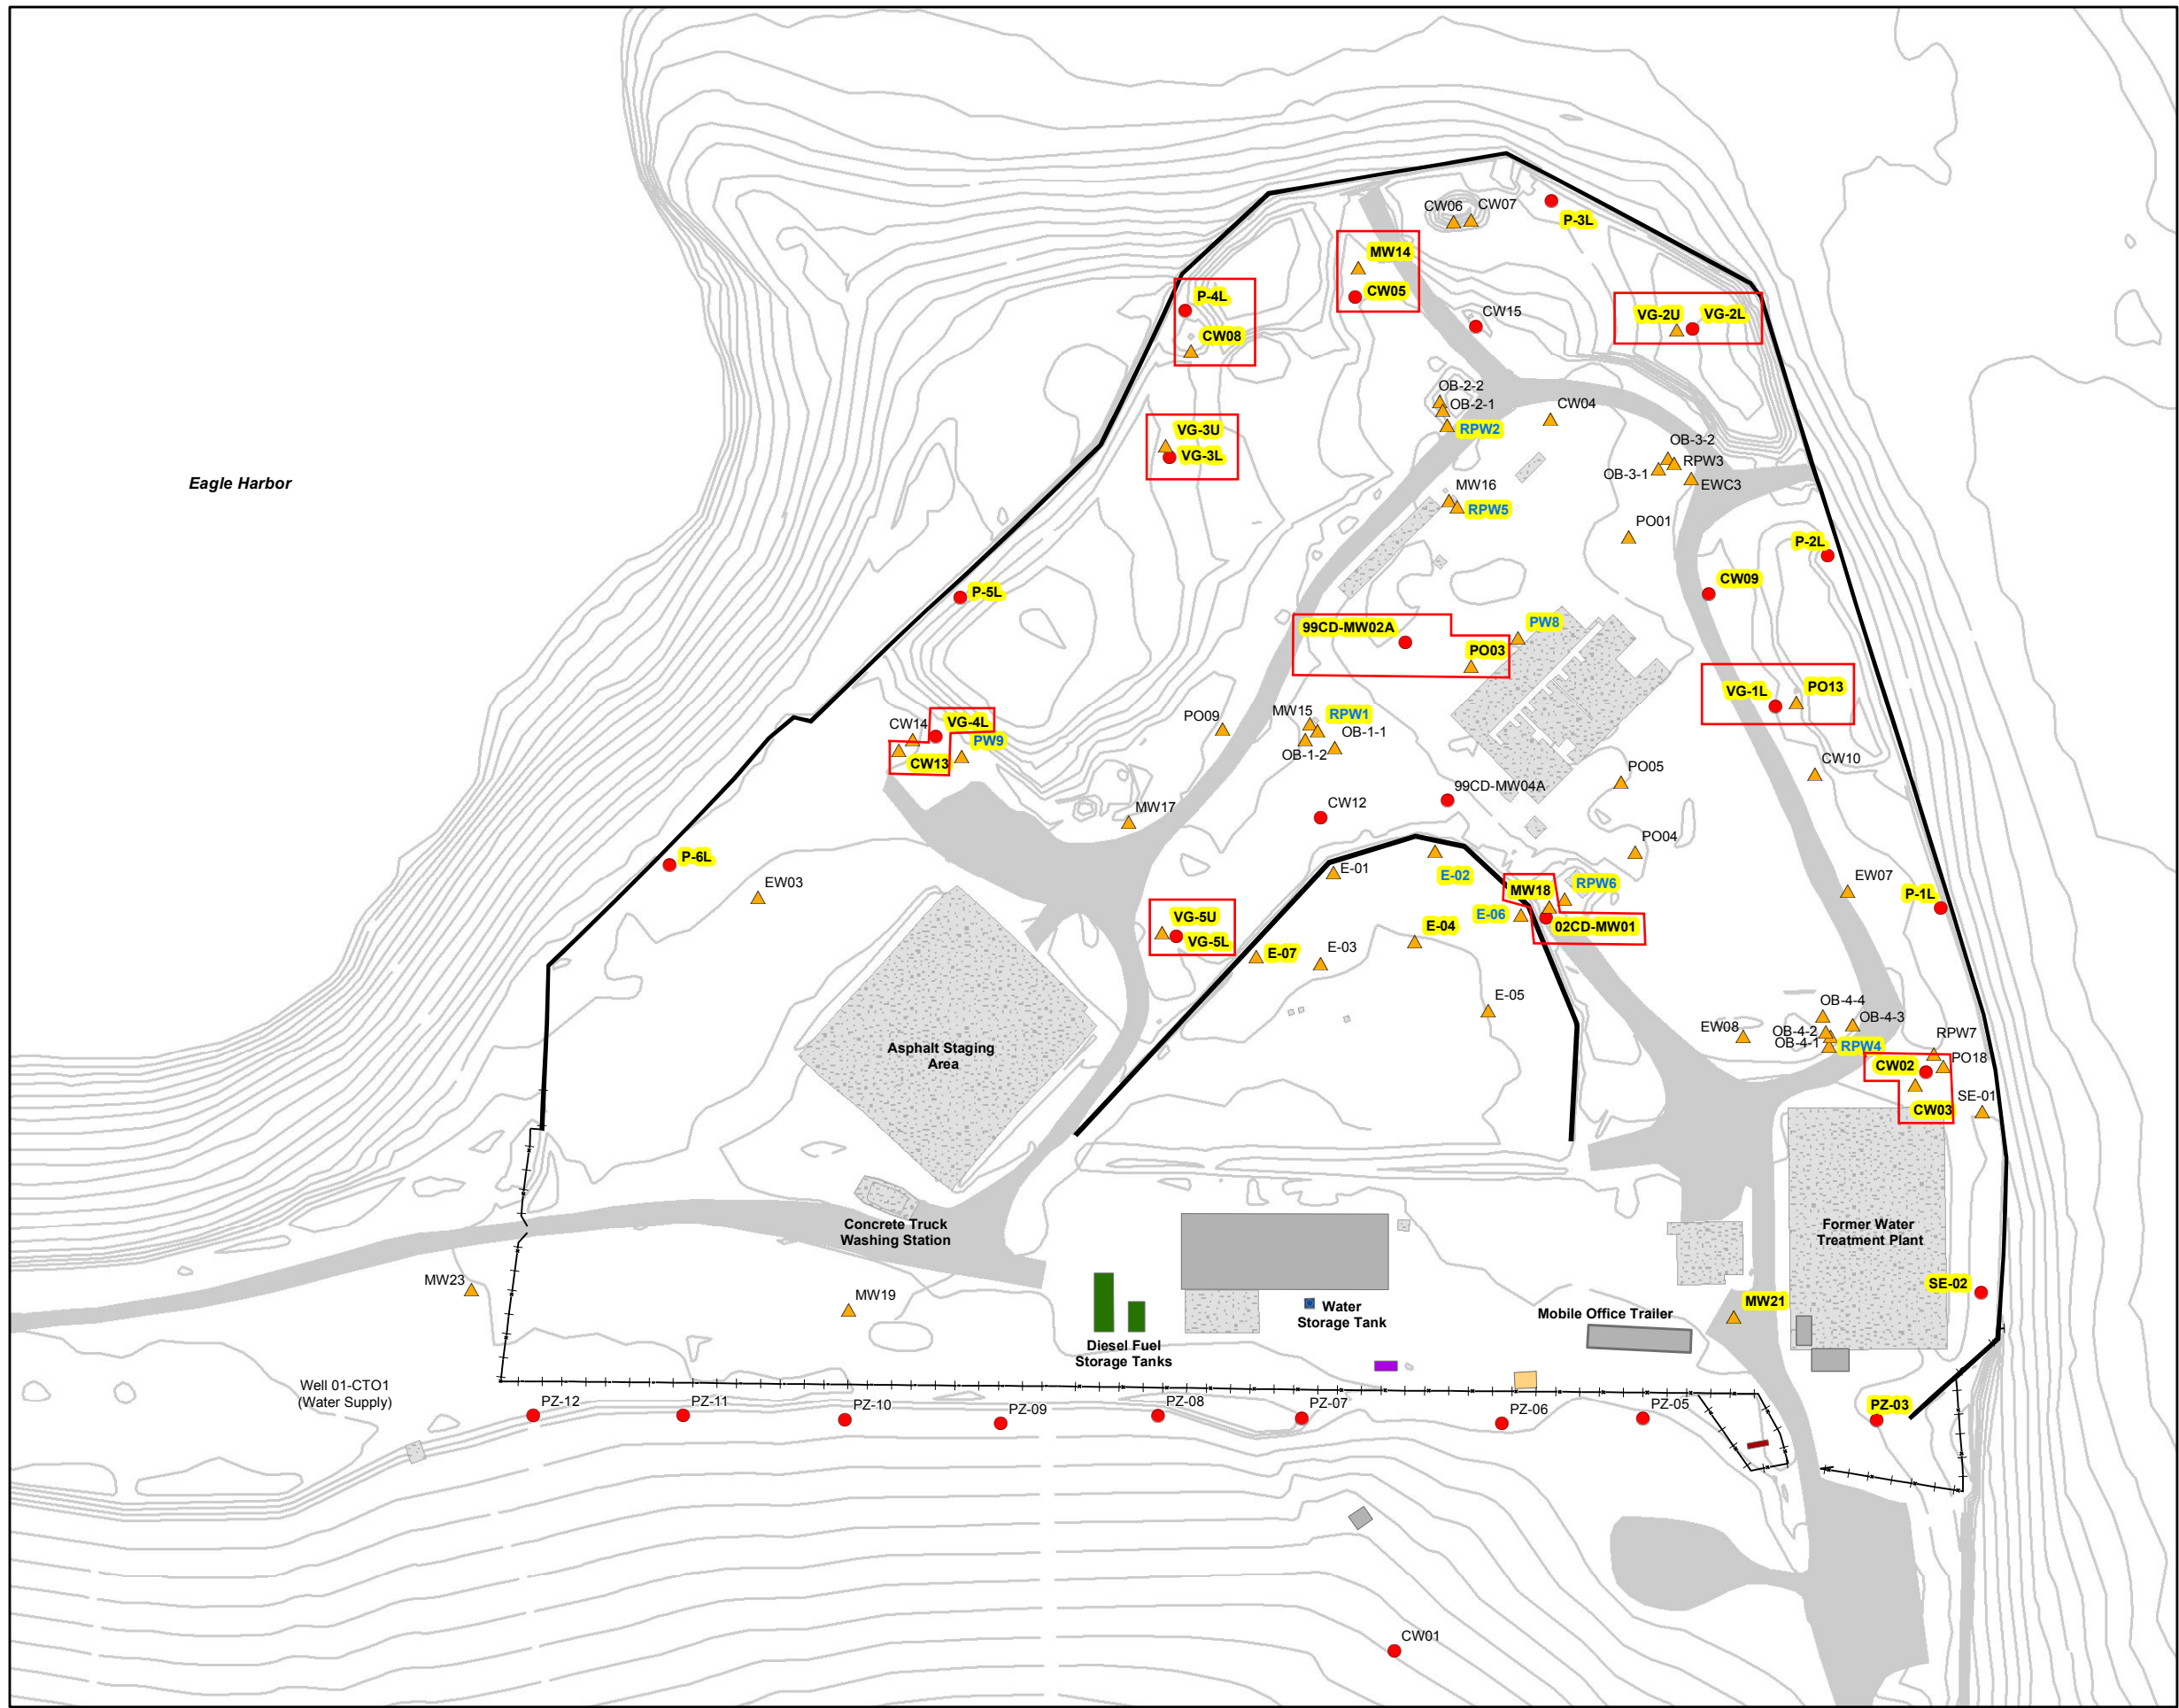 CW06
CW07
P-3L
MW14
CW05
P-4L
CW08
VG-2U
VG-2L
CW15
OB-2-2
OB-2-1
RPW2
CW04
VG-3U
VG-3L
OB-3-2
RPW3
OB-3-1
EWC3
Eagle Harbor
MW16
RPW5
PO01
P-2L
CW09
P-5L
99CD-MW02A
PW8
PO03
VG-1L
PO13
CW14
VG-4L
PW9
CW13
PO09
MW15
RPW1
OB-1-1
OB-1-2
CW10
PO05
99CD-MW04A
MW17
CW12
PO04
P-6L
EW03
E-01
E-02
MW18
RPW6
EW07
P-1L
E-06
02CD-MW01
VG-5U
VG-5L
E-04
E-07
E-03
E-05
OB-4-4
OB-4-3
EW08
OB-4-2
OB-4-1
RPW4
RPW7
PO18
CW02
CW03
SE-01
Asphalt Staging
Area
Concrete Truck
Washing Station
Former Water
Treatment Plant
MW23
MW19
SE-02
MW21
Water
Storage Tank
Mobile Office Trailer
Diesel Fuel
Storage Tanks
Well 01-CTO1
(Water Supply)
PZ-12
PZ-11
PZ-10
PZ-09
PZ-08
PZ-07
PZ-06
PZ-05
PZ-03
CW01